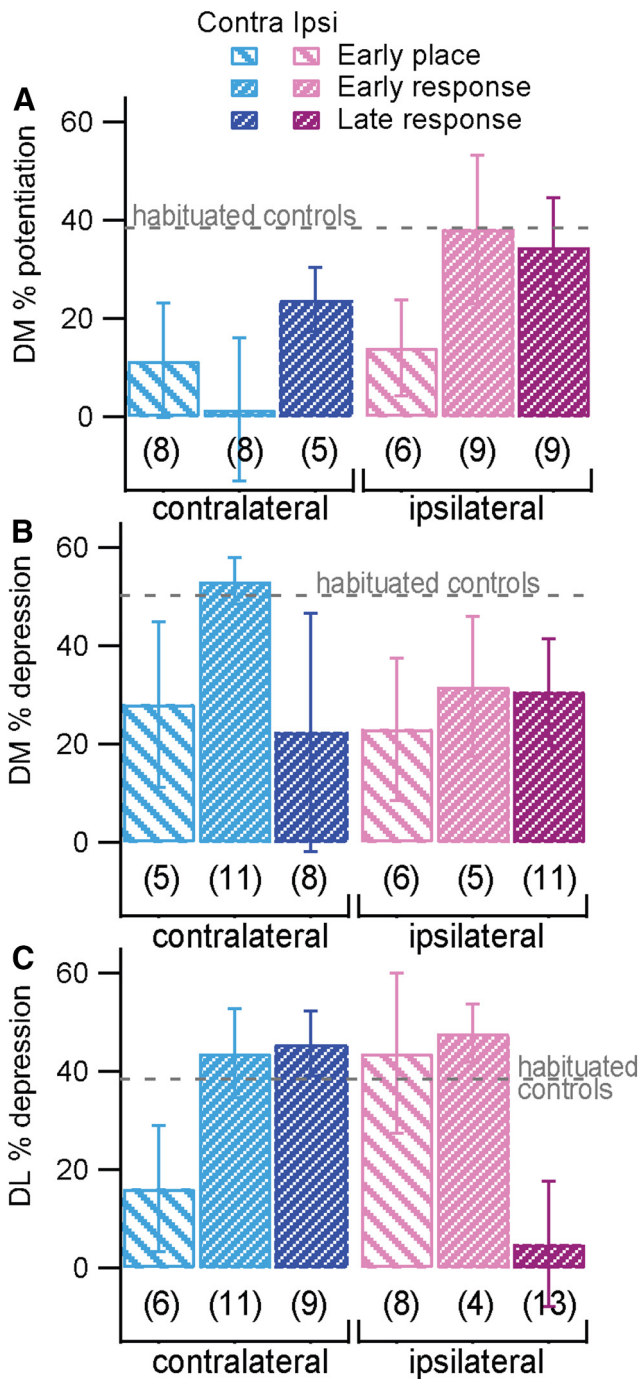 Contra Ipsi
Early place
Early response
Late response
A
DM % potentiation
60
40
20
0
habituated controls
(8) (8) (5) (6) (9) (9)
contralateral ipsilateral
B
DM % depression
60
40
20
0
habituated controls
(5) (11) (8) (6) (5) (11)
contralateral ipsilateral
C
DL % depression
60
40
20
0
habituated
controls
(6) (11) (9) (8) (4) (13)
contralateral ipsilateral